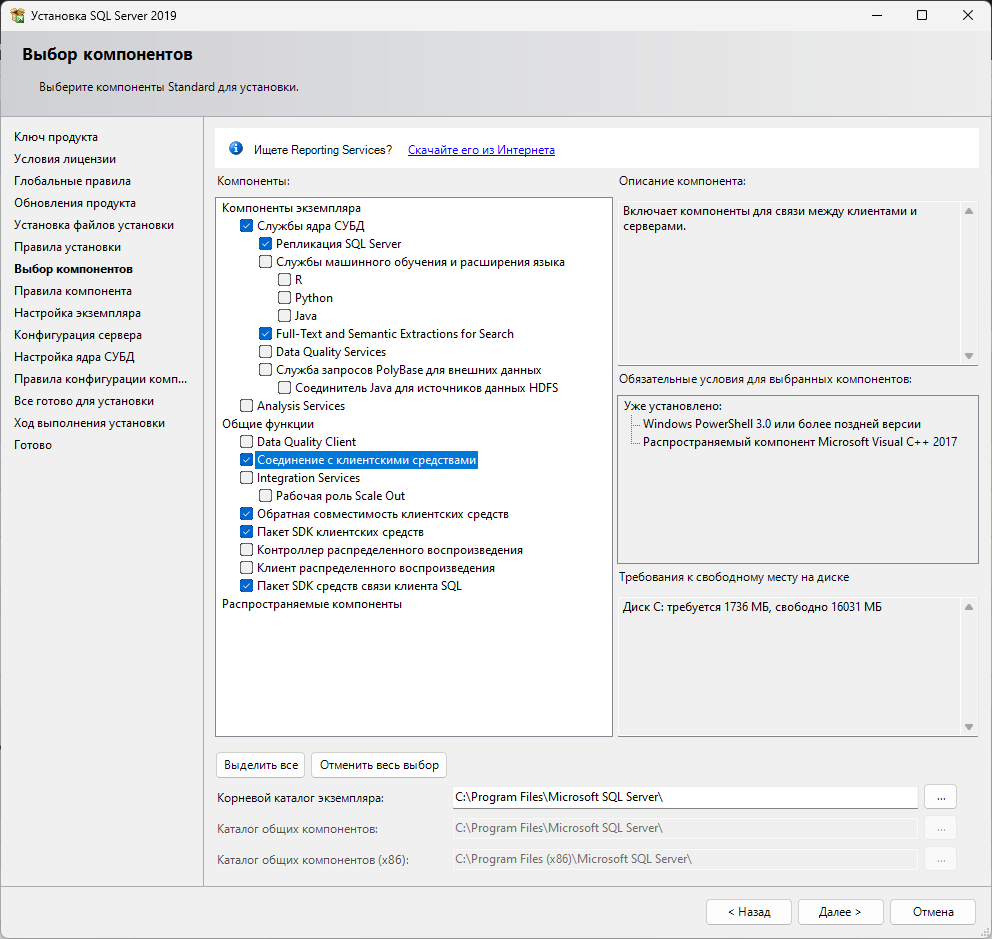 Установка SQL Server 2019
Выбор компонентов
Выберите компоненты Standard для установки.
Ключ продукта
Условия лицензии
Глобальные правила
Обновления продукта
Установка файлов установки
Правила установки
Выбор компонентов
Правила компонента
Настройка экземпляра
Конфигурация сервера
Настройка ядра СУБД
Правила конфигурации комп...
Все готово для установки
Ход выполнения установки
Готово
Ищете Reporting Services? Скачайте его из Интернета
Компоненты:
Компоненты экземпляра
Службы ядра СУБД
Репликация SQL Server
Службы машинного обучения и расширения языка
R
Python
Java
Full-Text and Semantic Extractions for Search
Data Quality Services
Служба запросов PolyBase для внешних данных
Соединитель Java для источников данных HDFS
Analysis Services
Общие функции
Data Quality Client
Соединение с клиентскими средствами
Integration Services
Рабочая роль Scale Out
Обратная совместимость клиентских средств
Пакет SDK клиентских средств
Контроллер распределенного воспроизведения
Клиент распределенного воспроизведения
Пакет SDK средств связи клиента SQL
Распространяемые компоненты
Описание компонента:
Включает компоненты для связи между клиентами и
серверами.
Обязательные условия для выбранных компонентов:
Уже установлено:
Windows PowerShell 3.0 или более поздней версии
Распространяемый компонент Microsoft Visual C++ 2017
Требования к свободному месту на диске
Диск C: требуется 1736 МБ, свободно 16031 МБ
Выделить все
Отменить весь выбор
Корневой каталог экземпляра: C:\Program Files\Microsoft SQL Server\ ...
Каталог общих компонентов: C:\Program Files\Microsoft SQL Server\ ...
Каталог общих компонентов (x86): C:\Program Files (x86)\Microsoft SQL Server\ ...
< Назад
Далее >
Отмена